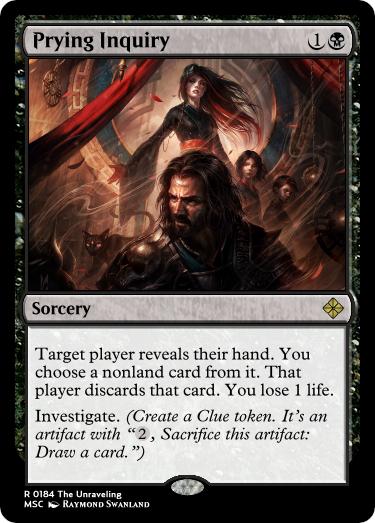 Prying Inquiry
1
Sorcery
Target player reveals their hand. You
choose a nonland card from it. That
player discards that card. You lose 1 life.
Investigate. (Create a Clue token. It's an
artifact with “2, Sacrifice this artifact:
Draw a card.”)
R 0184 The Unraveling
MSC Raymond Swanland